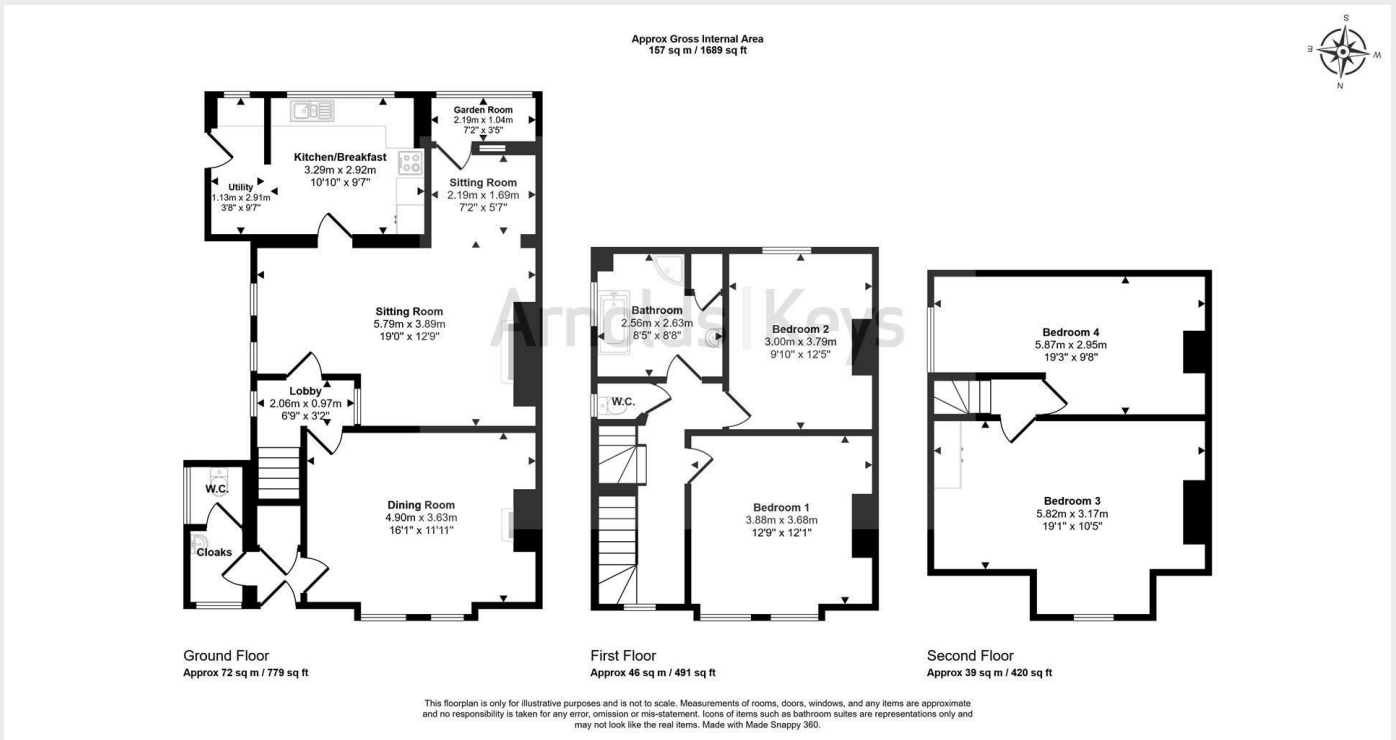 Approx Gross Internal Area
157 sq m / 1689 sq ft
S
E
W
N
Garden Room
2.19m x 1.04m
7'2" x 3'5"
Kitchen/Breakfast
3.29m x 2.92m
10'10" x 9'7"
Utility
1.13m x 2.91m
3'8" x 9'7"
Sitting Room
2.19m x 1.69m
7'2" x 5'7"
Sitting Room
5.79m x 3.89m
19'0" x 12'9"
Lobby
2.06m x 0.97m
6'9" x 3'2"
W.C.
Cloaks
Dining Room
4.90m x 3.63m
16'1" x 11'11"
Arnolds | Keys
Bathroom
2.56m x 2.63m
8'5" x 8'8"
Bedroom 2
3.00m x 3.79m
9'10" x 12'5"
W.C.
Bedroom 1
3.88m x 3.68m
12'9" x 12'1"
Bedroom 4
5.87m x 2.95m
19'3" x 9'8"
Bedroom 3
5.82m x 3.17m
19'1" x 10'5"
Ground Floor
Approx 72 sq m / 779 sq ft
First Floor
Approx 46 sq m / 491 sq ft
Second Floor
Approx 39 sq m / 420 sq ft
This floorplan is only for illustrative purposes and is not to scale. Measurements of rooms, doors, windows, and any items are approximate
and no responsibility is taken for any error, omission or mis-statement. Icons of items such as bathroom suites are representations only and
may not look like the real items. Made with Made Snappy 360.